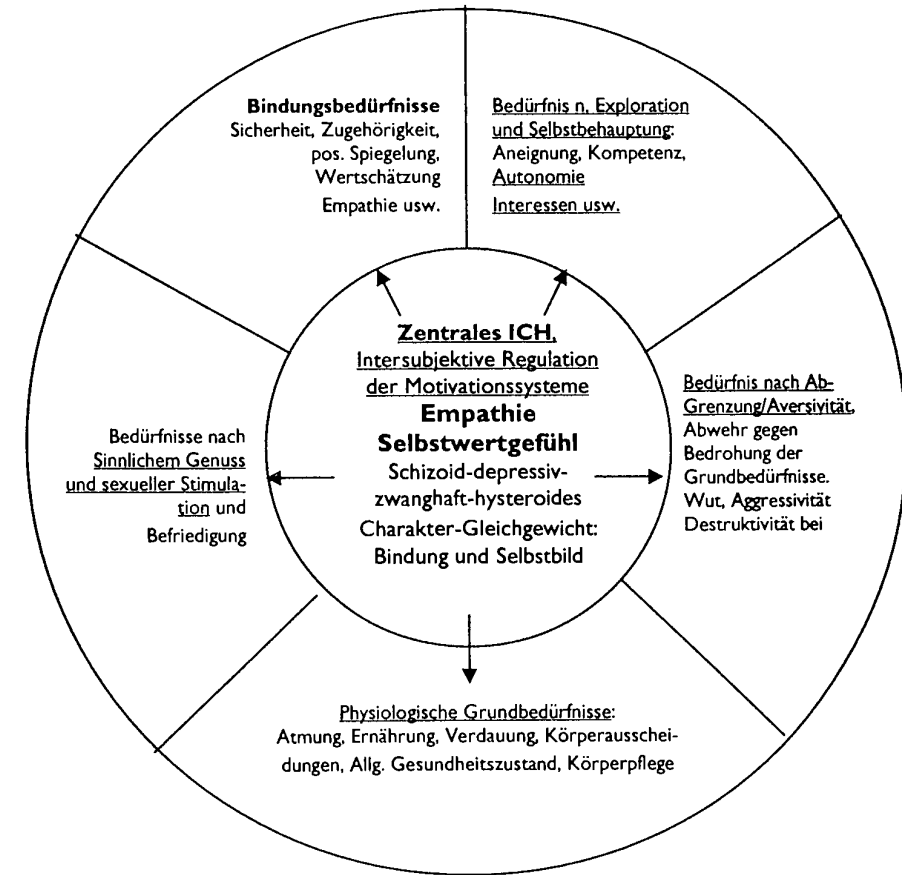 Bindungsbedürfnisse
Sicherheit, Zugehörigkeit,
pos. Spiegelung,
Wertschätzung
Empathie usw.
Bedürfnis n. Exploration
und Selbstbehauptung:
Aneignung, Kompetenz,
Autonomie
Interessen usw.
Zentrales ICH,
Intersubjektive Regulation
der Motivationssysteme
Empathie
Selbstwertgefühl
Schizoid-depressiv-
zwanghaft-hysteroides
Charakter-Gleichgewicht:
Bindung und Selbstbild
Bedürfnis nach Ab-
Grenzung/Aversivität,
Abwehr gegen
Bedrohung der
Grundbedürfnisse.
Wut, Aggressivität
Destruktivität bei
Bedürfnisse nach
Sinnlichem Genuss
und sexueller Stimula-
tion und
Befriedigung
Physiologische Grundbedürfnisse:
Atmung, Ernährung, Verdauung, Körperausschei-
dungen, Allg. Gesundheitszustand, Körperpflege